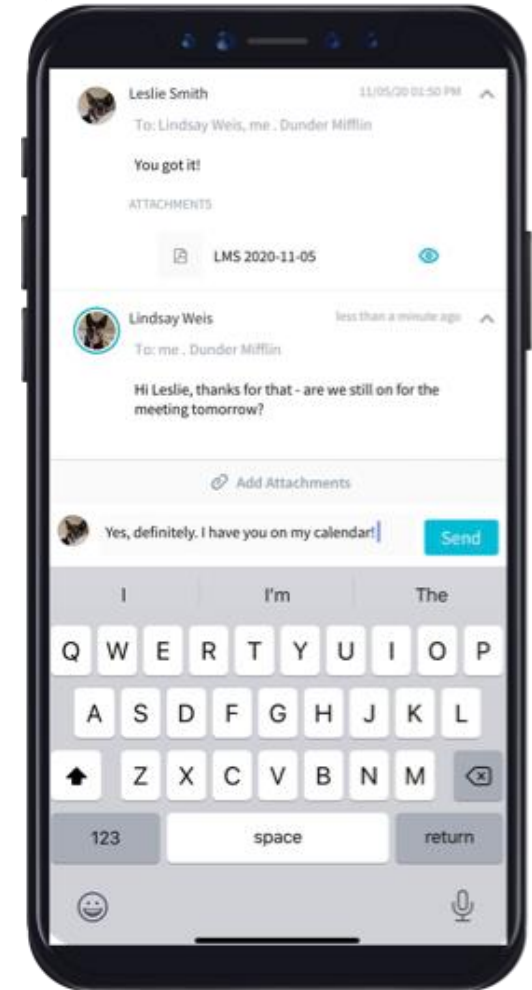 Leslie Smith 11/05/20 01:50 PM
To: Lindsay Weis, me . Dunder Mifflin
You got it!
ATTACHMENTS
LMS 2020-11-05
Lindsay Weis less than a minute ago
To: me . Dunder Mifflin
Hi Leslie, thanks for that - are we still on for the
meeting tomorrow?
Add Attachments
Yes, definitely. I have you on my calendar! Send
I I'm The
Q W E R T Y U I O P
A S D F G H J K L
Z X C V B N M
123 space return